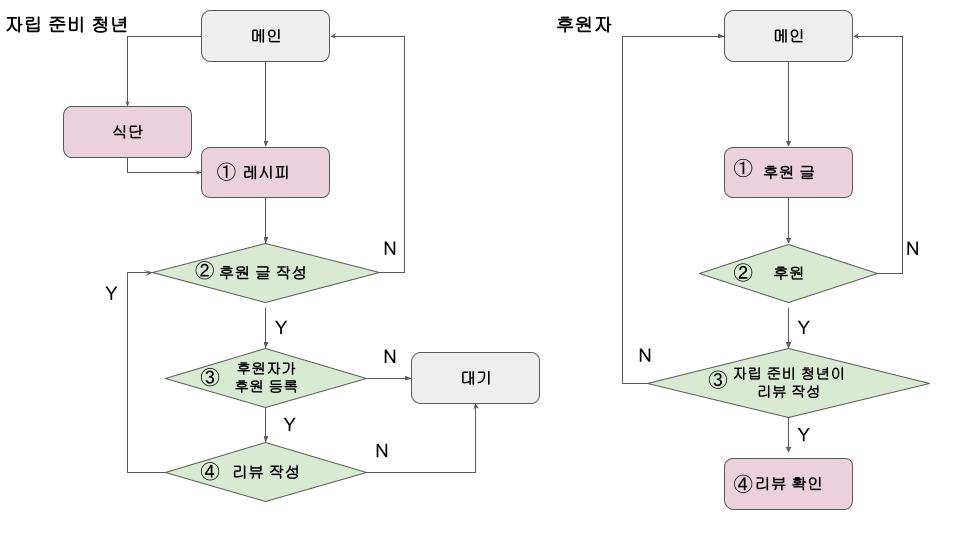 자립 준비 청년
메인
식단
① 레시피
② 후원 글 작성
N
Y
Y
③ 후원자가
후원 등록
N
대기
Y
④ 리뷰 작성
N
후원자
메인
① 후원 글
② 후원
N
Y
N
③ 자립 준비 청년이
리뷰 작성
Y
④ 리뷰 확인